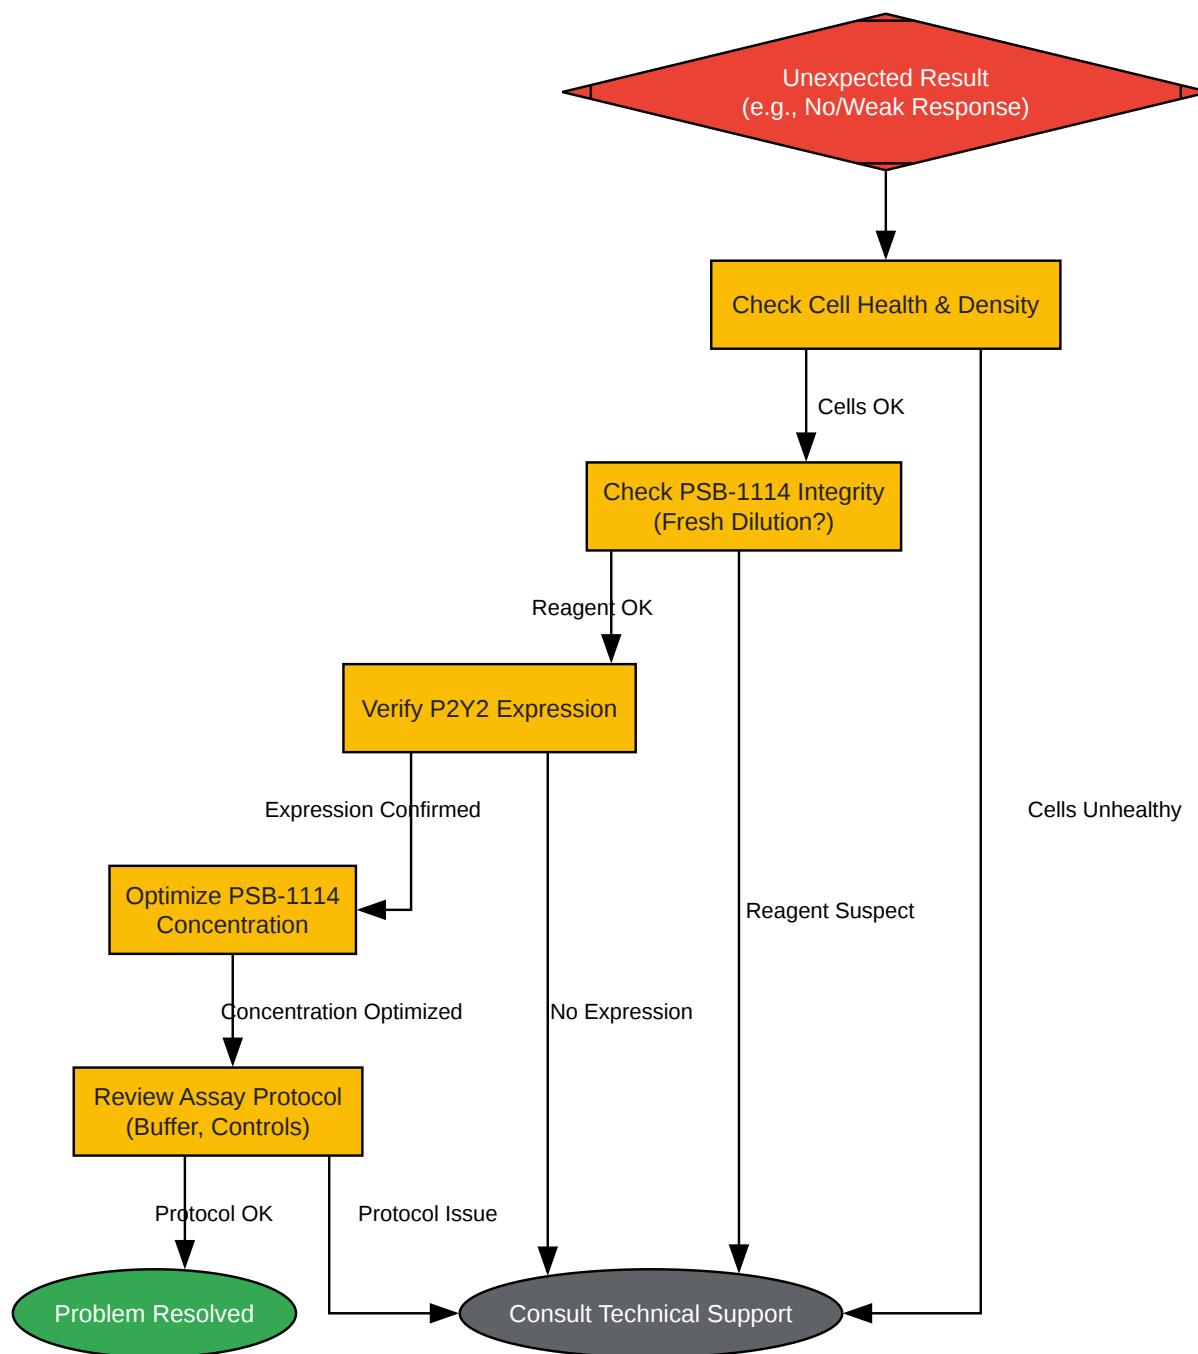 Unexpected Result
(e.g., No/Weak Response)
Check Cell Health & Density
Cells OK
Check PSB-1114 Integrity
(Fresh Dilution?)
Reagent OK
Verify P2Y2 Expression
Expression Confirmed
Cells Unhealthy
Optimize PSB-1114
Concentration
Reagent Suspect
Concentration Optimized
No Expression
Review Assay Protocol
(Buffer, Controls)
Protocol OK
Protocol Issue
Problem Resolved
Consult Technical Support